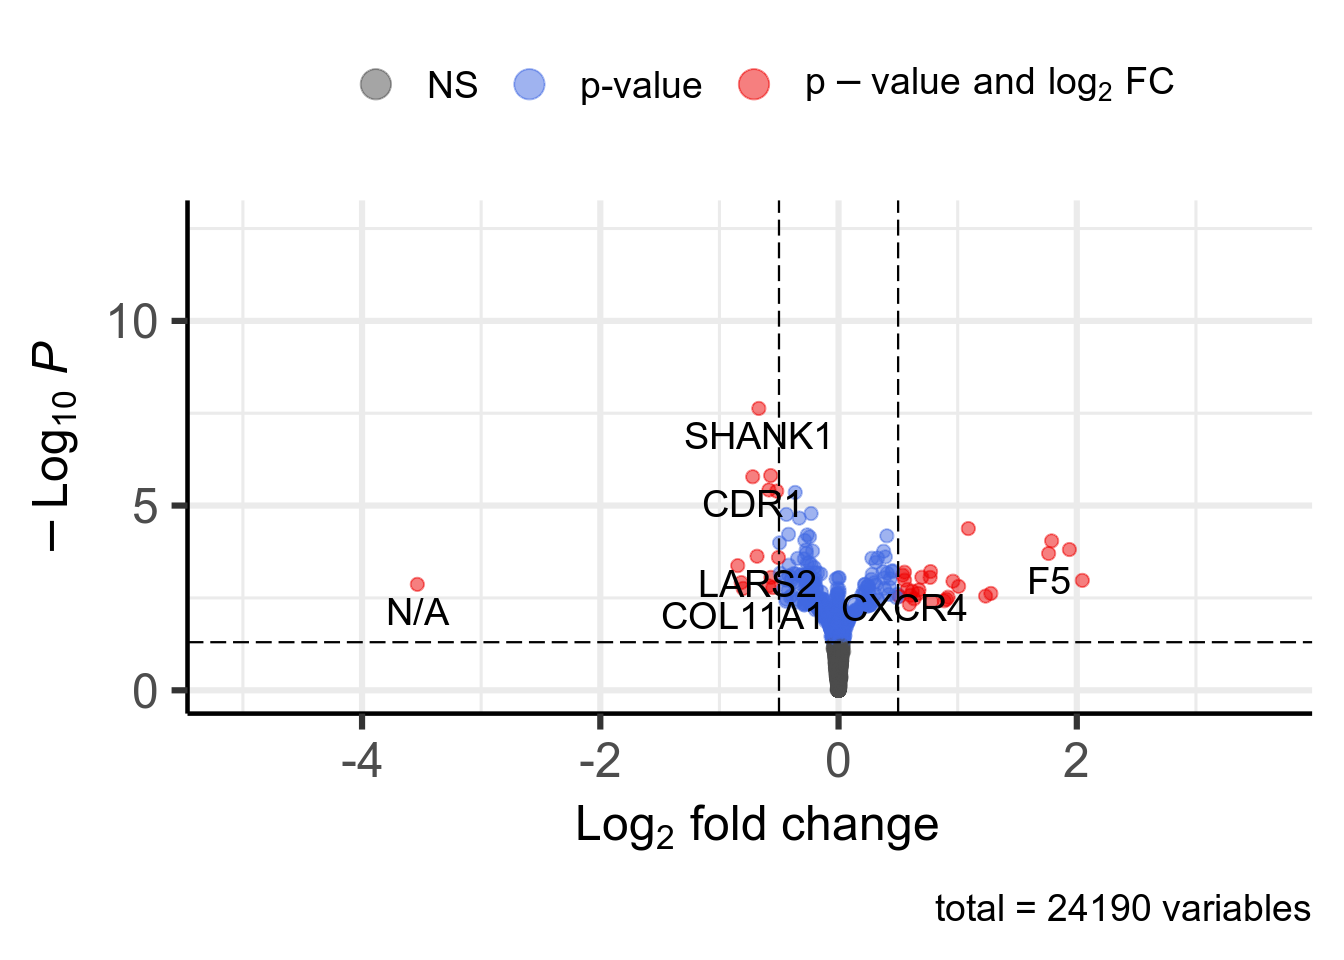 NS p-value p – value and log₂ FC
– Log₁₀ P
10
5
0
SHANK1
CDR1
LARS2
COL11A1
CXCR4
F5
N/A
-4 -2 0 2
Log₂ fold change
total = 24190 variables